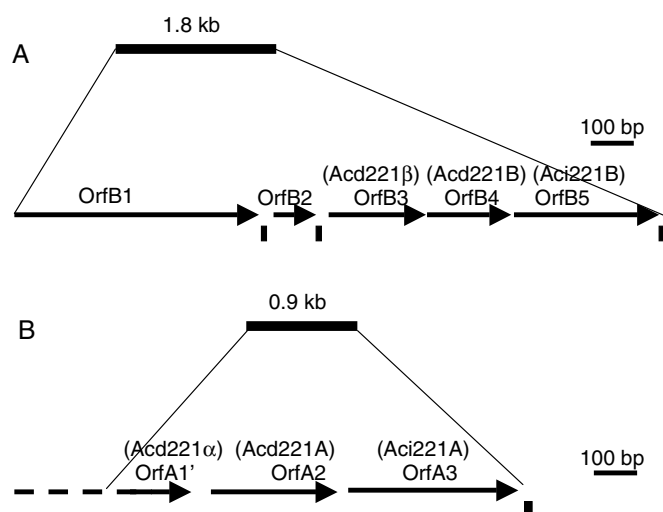 1.8 kb
A
100 bp
(Acd221β) (Acd221B) (Aci221B)
OrfB1 OrfB2 OrfB3 OrfB4 OrfB5
0.9 kb
B
(Acd221α) (Acd221A) (Aci221A)
OrfA1’ OrfA2 OrfA3
100 bp